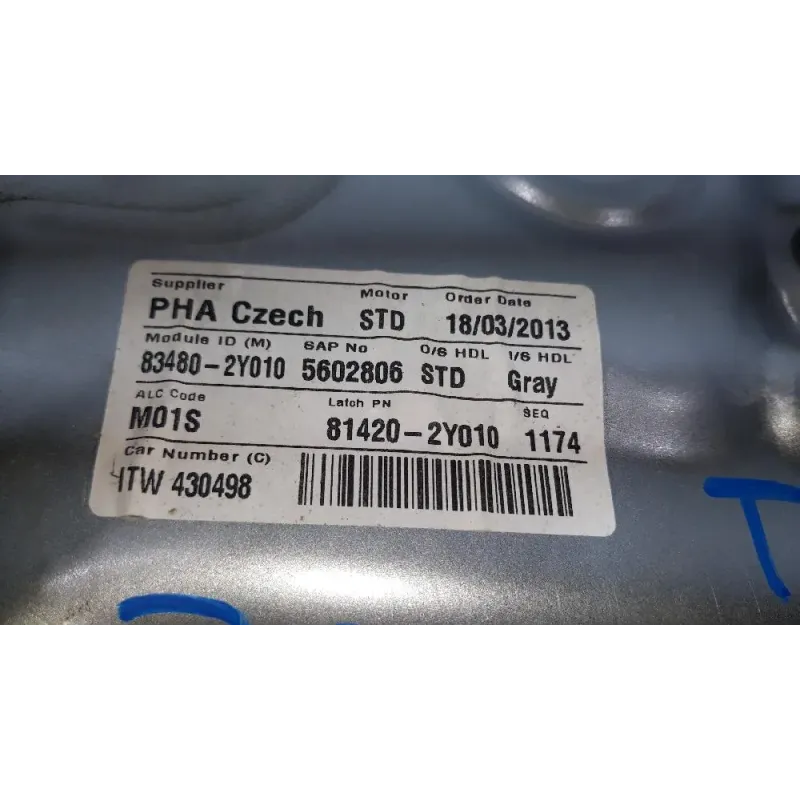 Supplier Motor Order Date
PHA Czech STD 18/03/2013
Module ID (M) SAP No O/S HDL I/S HDL
83480-2Y010 5602806 STD Gray
ALC Code Latch PN SEQ
M01S 81420-2Y010 1174
Car Number (C)
ITW 430498
T